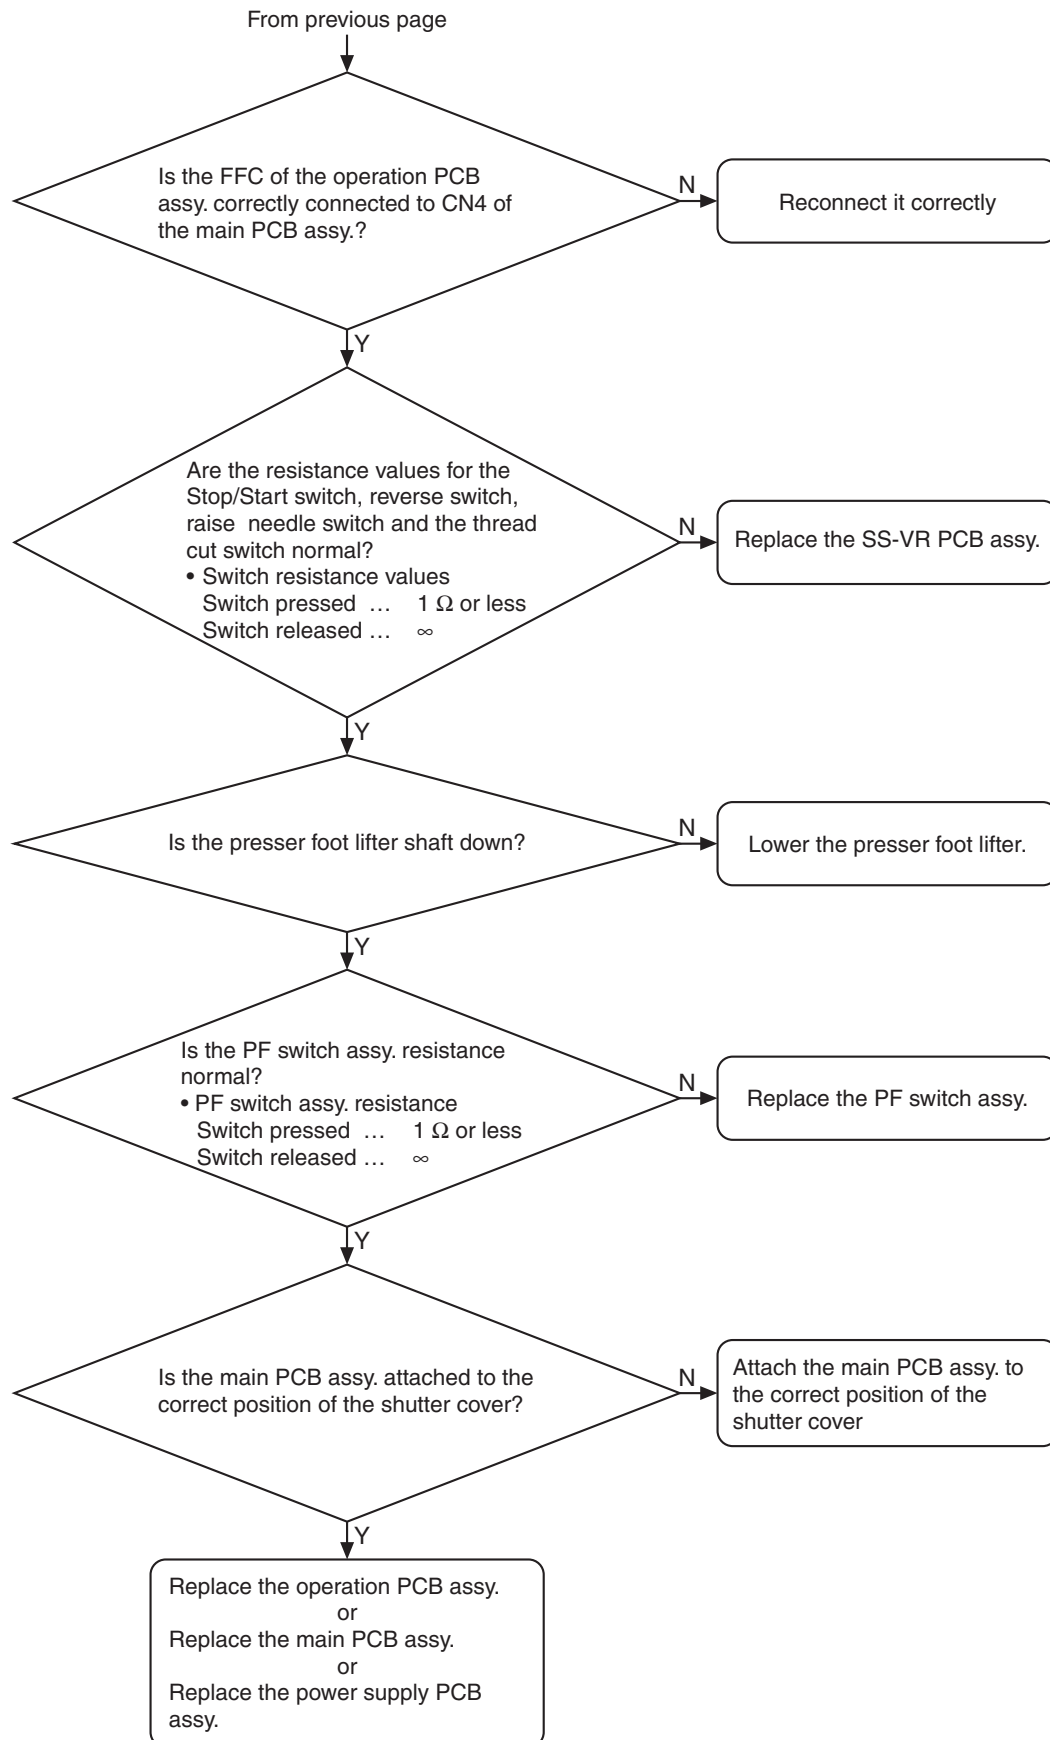 From previous page
Is the FFC of the operation PCB
assy. correctly connected to CN4 of
the main PCB assy.?
N
Reconnect it correctly
Y
Are the resistance values for the
Stop/Start switch, reverse switch,
raise needle switch and the thread
cut switch normal?
• Switch resistance values
Switch pressed … 1 Ω or less
Switch released … ∞
N
Replace the SS-VR PCB assy.
Y
Is the presser foot lifter shaft down?
N
Lower the presser foot lifter.
Y
Is the PF switch assy. resistance
normal?
• PF switch assy. resistance
Switch pressed … 1 Ω or less
Switch released … ∞
N
Replace the PF switch assy.
Y
Is the main PCB assy. attached to the
correct position of the shutter cover?
N
Attach the main PCB assy. to
the correct position of the
shutter cover
Y
Replace the operation PCB assy.
or
Replace the main PCB assy.
or
Replace the power supply PCB
assy.